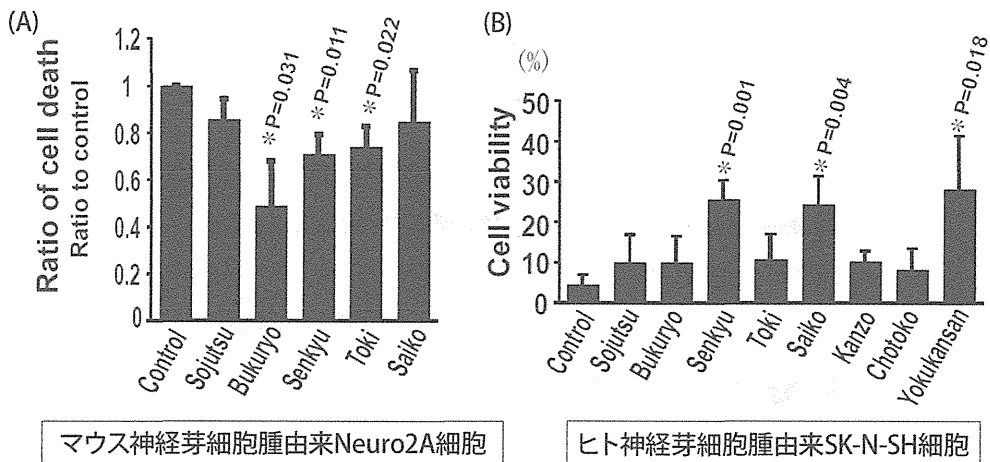 (A)
Ratio of cell death
Ratio to control
1.2
1
0.8
0.6
0.4
0.2
0
*P=0.031
*P=0.011
*P=0.022
Control
Sojutsu
Bukuryo
Senkyu
Toki
Saiko
マウス神経芽細胞腫由来Neuro2A細胞
(B)
(%)
Cell viability
50
40
30
20
10
0
*P=0.001
*P=0.004
*P=0.018
Control
Sojutsu
Bukuryo
Senkyu
Toki
Saiko
Kanzo
Chotoko
Yokukansan
ヒト神経芽細胞腫由来SK-N-SH細胞